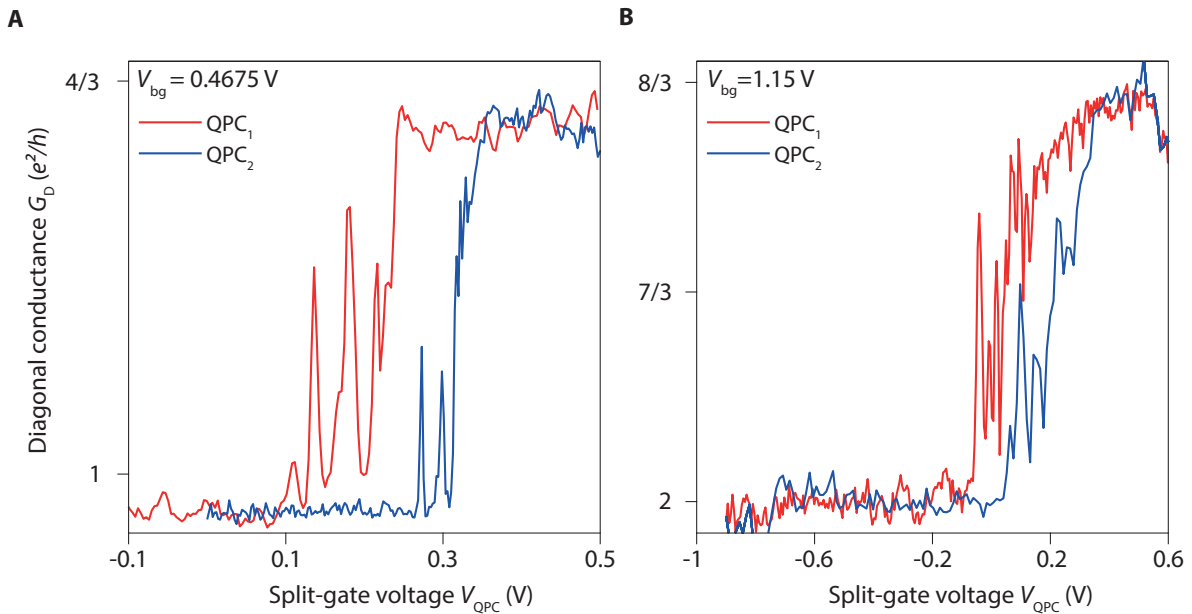 A
V_bg = 0.4675 V
QPC_1
QPC_2
4/3
1
Diagonal conductance G_D (e²/h)
-0.1
0.1
0.3
0.5
Split-gate voltage V_QPC (V)
B
V_bg=1.15 V
QPC_1
QPC_2
8/3
7/3
2
-1
-0.6
-0.2
0.2
0.6
Split-gate voltage V_QPC (V)